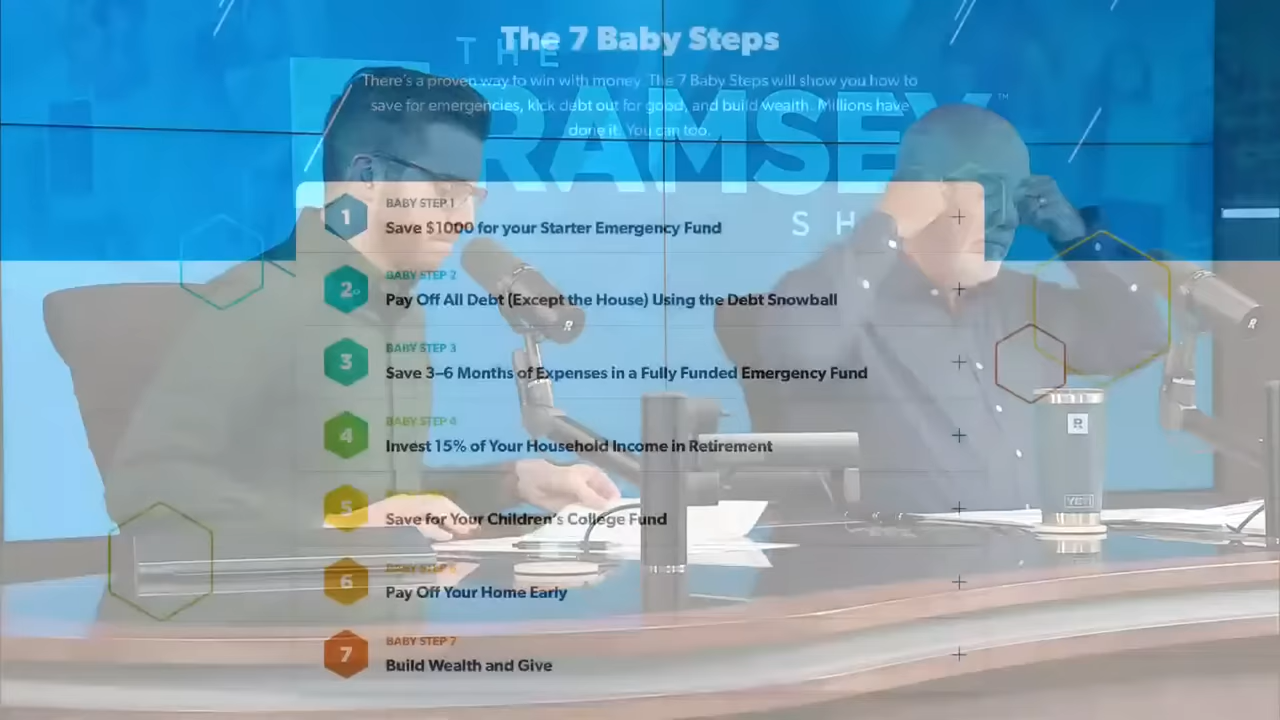 The 7 Baby Steps
THE
There's a proven way to win with money. The 7 Baby Steps will show you how to
save for emergencies, kick debt out for good, and build wealth. Millions have
done it. You can too.
RAMSEY™
SH
1
BABY STEP 1
Save $1000 for your Starter Emergency Fund
2
BABY STEP 2
Pay Off All Debt (Except the House) Using the Debt Snowball
3
BABY STEP 3
Save 3–6 Months of Expenses in a Fully Funded Emergency Fund
4
BABY STEP 4
Invest 15% of Your Household Income in Retirement
5
Save for Your Children's College Fund
6
Pay Off Your Home Early
7
BABY STEP 7
Build Wealth and Give
R
R
R
YETI